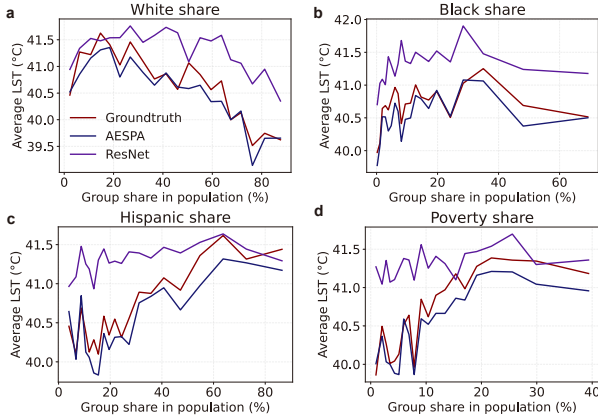 a
White share
Average LST (°C)
41.5
41.0
40.5
40.0
39.5
Groundtruth
AESPA
ResNet
0
20
40
60
80
Group share in population (%)
b
Black share
Average LST (°C)
42.0
41.5
41.0
40.5
40.0
0
20
40
60
Group share in population (%)
c
Hispanic share
Average LST (°C)
41.5
41.0
40.5
40.0
0
20
40
60
80
Group share in population (%)
d
Poverty share
Average LST (°C)
41.5
41.0
40.5
40.0
0
10
20
30
40
Group share in population (%)